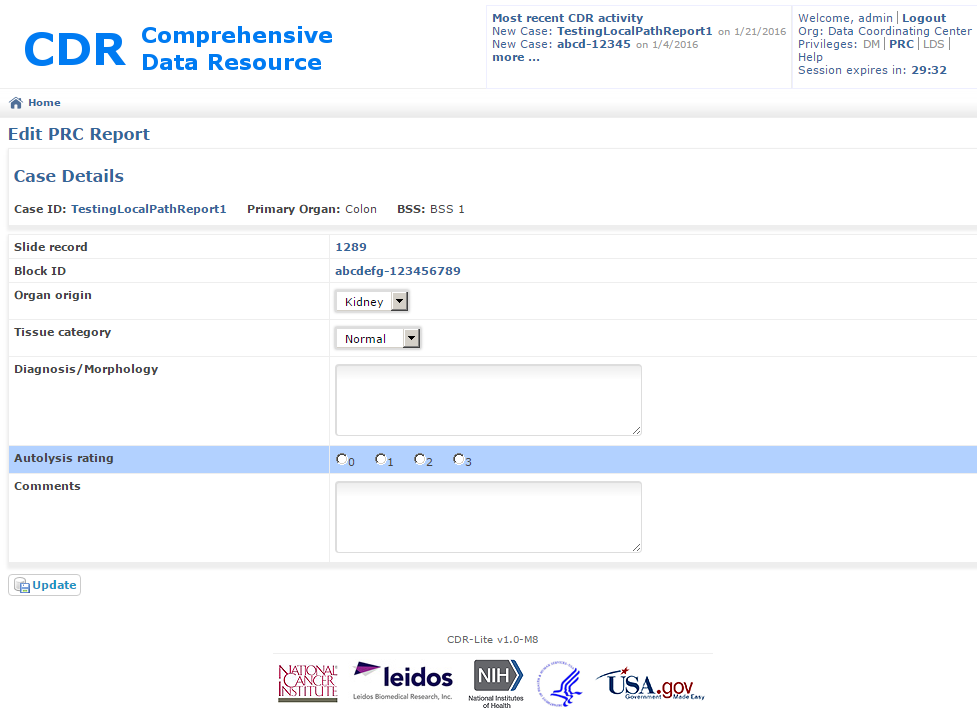 CDR Comprehensive
Data Resource
Most recent CDR activity
New Case: TestingLocalPathReport1 on 1/21/2016
New Case: abcd-12345 on 1/4/2016
more ...
Welcome, admin | Logout
Org: Data Coordinating Center
Privileges: DM | PRC | LDS |
Help
Session expires in: 29:32
Home
Edit PRC Report
Case Details
Case ID: TestingLocalPathReport1 Primary Organ: Colon BSS: BSS 1
Slide record 1289
Block ID abcdefg-123456789
Organ origin Kidney
Tissue category Normal
Diagnosis/Morphology
Autolysis rating 0 1 2 3
Comments
Update
CDR-Lite v1.0-M8
NATIONAL
CANCER
INSTITUTE
leidos
Leidos Biomedical Research, Inc.
NIH
National Institutes
of Health
USA.gov
Government Made Easy